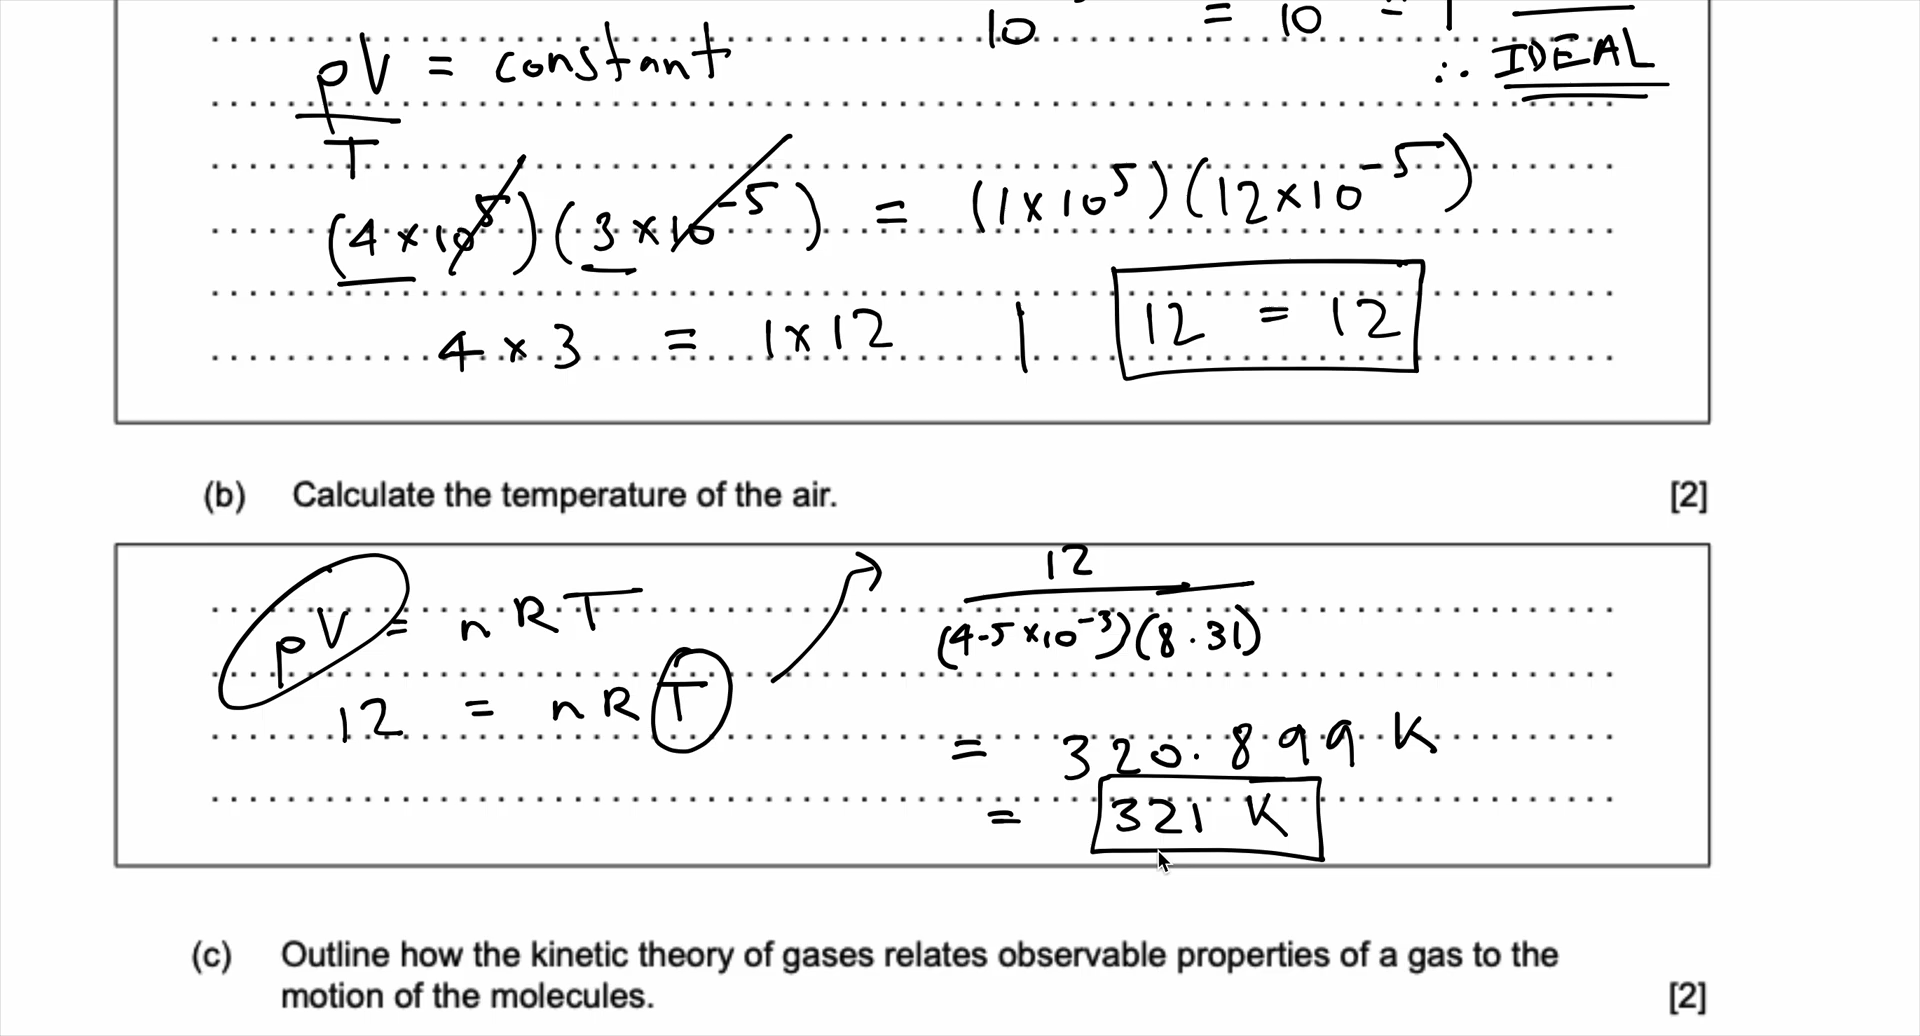 10 = 10 = 1
pV = constant ∴ IDEAL
T
(4 × 10⁵)(3 × 10⁻⁵) = (1 × 10⁵)(12 × 10⁻⁵)
4 × 3 = 1 × 12 | 12 = 12
(b) Calculate the temperature of the air. [2]
12
pV = nRT
(4.5 × 10⁻³)(8.31)
12 = nRT
= 320.899 K
= 321 K
(c) Outline how the kinetic theory of gases relates observable properties of a gas to the
motion of the molecules. [2]